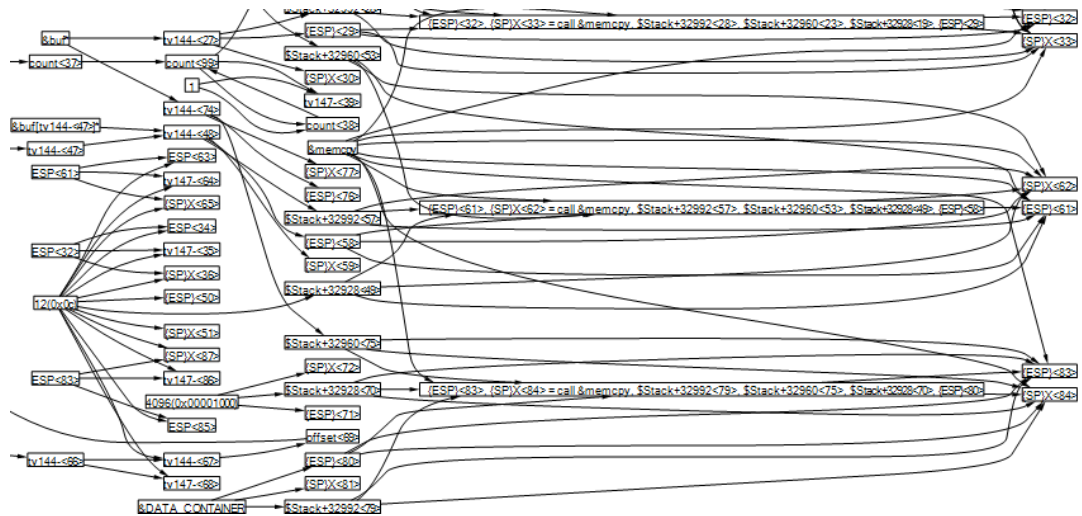 {ESP}<32>, {SP}X<33> = call &memcpy, $Stack+32992<28>, $Stack+32960<23>, $Stack+32928<19>, {ESP}<29>
{ESP}<32>
{ESP}<29>
&buf*
tv144-<27>
{SP}X<33>
$Stack+32960<53>
count<37>
count<99>
{SP}X<30>
1
tv147-<39>
tv144-<74>
&buf[tv144-<47>]*
count<38>
tv144-<48>
tv144-<47>
&memcpy
ESP<63>
ESP<61>
{SP}X<77>
tv147-<64>
{SP}X<62>
{ESP}<76>
{SP}X<65>
{ESP}<61>, {SP}X<62> = call &memcpy, $Stack+32992<57>, $Stack+32960<53>, $Stack+32928<49>, {ESP}<58>
{ESP}<61>
$Stack+32992<57>
ESP<34>
{ESP}<58>
ESP<32>
tv147-<35>
{SP}X<59>
{SP}X<36>
$Stack+32928<49>
{ESP}<50>
12(0x0c)
{SP}X<51>
$Stack+32960<75>
{SP}X<87>
{SP}X<72>
{ESP}<83>
ESP<83>
tv147-<86>
$Stack+32928<70>
{ESP}<83>, {SP}X<84> = call &memcpy, $Stack+32992<79>, $Stack+32960<75>, $Stack+32928<70>, {ESP}<80>
{SP}X<84>
4096(0x00001000)
{ESP}<71>
ESP<85>
offset<69>
tv144-<66>
tv144-<67>
{ESP}<80>
tv147-<68>
{SP}X<81>
&DATA_CONTAINER
$Stack+32992<79>